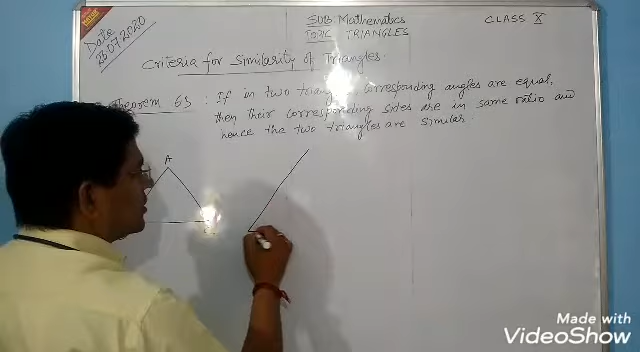 SUB Mathematics
CLASS X
TOPIC TRIANGLES
Date
23.07.2020
Criteria for Similarity of Triangles.
Theorem 6.3 : If in two triangles corresponding angles are equal,
then their corresponding sides are in same ratio and
hence the two triangles are similar.
A
Made with
VideoShow